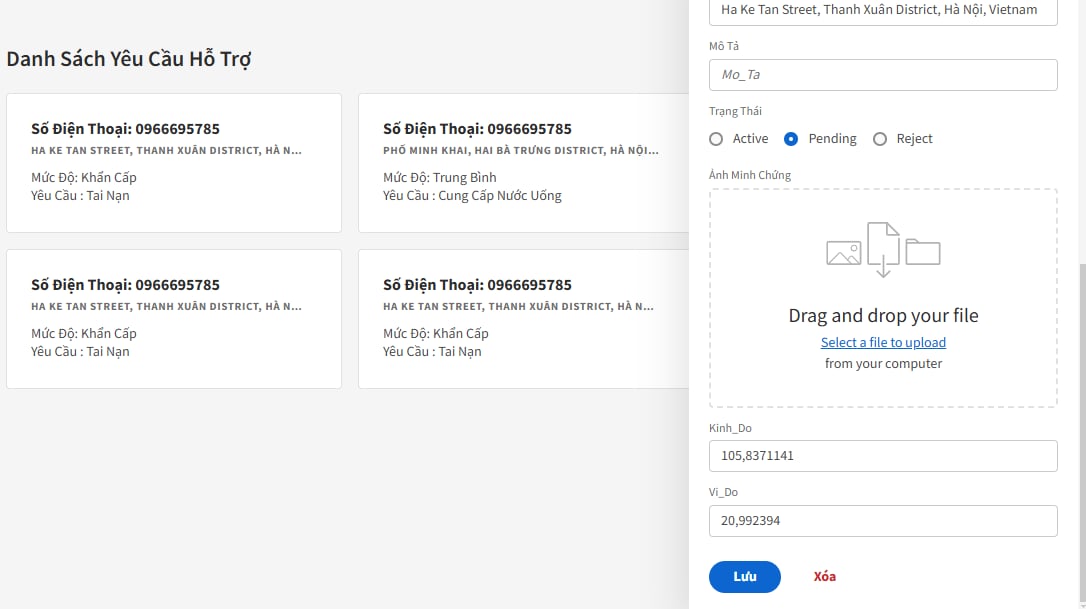 Danh Sách Yêu Cầu Hỗ Trợ
Số Điện Thoại: 0966695785
HA KE TAN STREET, THANH XUÂN DISTRICT, HÀ N...
Mức Độ: Khẩn Cấp
Yêu Cầu : Tai Nạn
Số Điện Thoại: 0966695785
PHỐ MINH KHAI, HAI BÀ TRƯNG DISTRICT, HÀ NỘI...
Mức Độ: Trung Bình
Yêu Cầu : Cung Cấp Nước Uống
Số Điện Thoại: 0966695785
HA KE TAN STREET, THANH XUÂN DISTRICT, HÀ N...
Mức Độ: Khẩn Cấp
Yêu Cầu : Tai Nạn
Số Điện Thoại: 0966695785
HA KE TAN STREET, THANH XUÂN DISTRICT, HÀ N...
Mức Độ: Khẩn Cấp
Yêu Cầu : Tai Nạn
Ha Ke Tan Street, Thanh Xuân District, Hà Nội, Vietnam
Mô Tả
Mo_Ta
Trạng Thái
Active Pending Reject
Ảnh Minh Chứng
Drag and drop your file
Select a file to upload
from your computer
Kinh_Do
105,8371141
Vi_Do
20,992394
Lưu Xóa